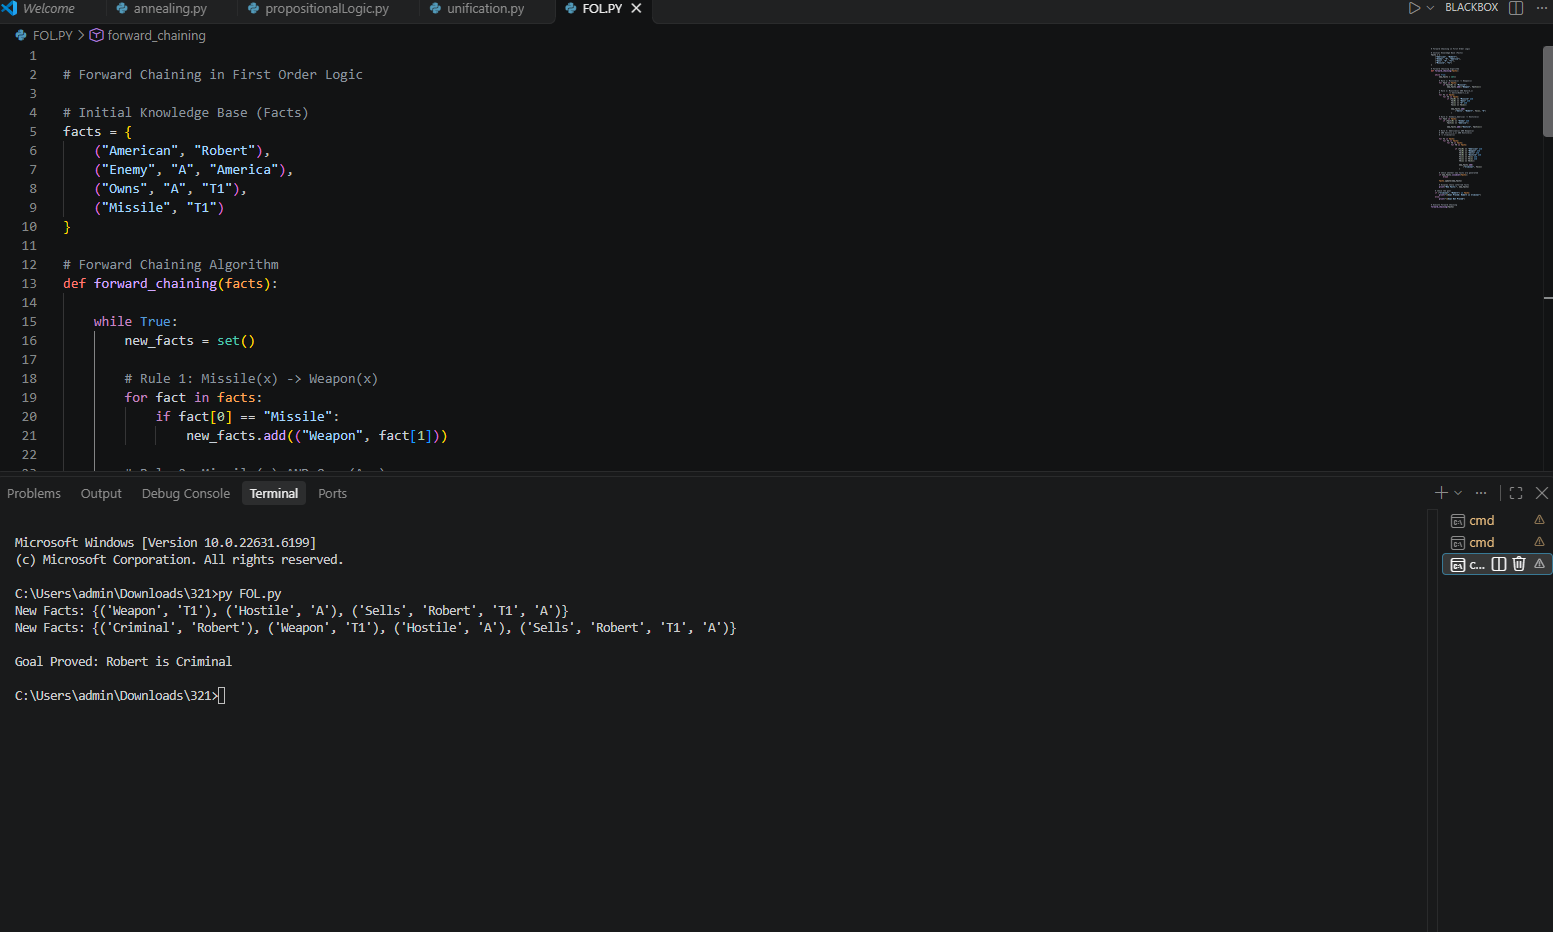 Welcome annealing.py propositionalLogic.py unification.py FOL.PY BLACKBOX
FOL.PY > forward_chaining
1
2 # Forward Chaining in First Order Logic
3
4 # Initial Knowledge Base (Facts)
5 facts = {
6 ("American", "Robert"),
7 ("Enemy", "A", "America"),
8 ("Owns", "A", "T1"),
9 ("Missile", "T1")
10 }
11
12 # Forward Chaining Algorithm
13 def forward_chaining(facts):
14
15 while True:
16 new_facts = set()
17
18 # Rule 1: Missile(x) -> Weapon(x)
19 for fact in facts:
20 if fact[0] == "Missile":
21 new_facts.add(("Weapon", fact[1]))
22
Problems Output Debug Console Terminal Ports
Microsoft Windows [Version 10.0.22631.6199]
(c) Microsoft Corporation. All rights reserved.
C:\Users\admin\Downloads\321>py FOL.py
New Facts: {('Weapon', 'T1'), ('Hostile', 'A'), ('Sells', 'Robert', 'T1', 'A')}
New Facts: {('Criminal', 'Robert'), ('Weapon', 'T1'), ('Hostile', 'A'), ('Sells', 'Robert', 'T1', 'A')}
Goal Proved: Robert is Criminal
C:\Users\admin\Downloads\321>
cmd
cmd
c...